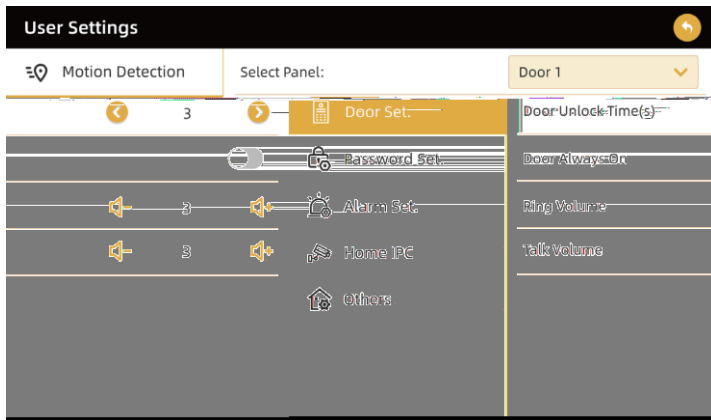 User Settings
Motion Detection
Select Panel:
Door 1
3
Door Set.
Door Unlock Time(s)
Password Set.
Door Always On
3
Alarm Set.
Ring Volume
3
Home IPC
Talk Volume
Others